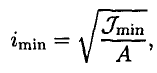 i_min = √(𝒥_min / A),